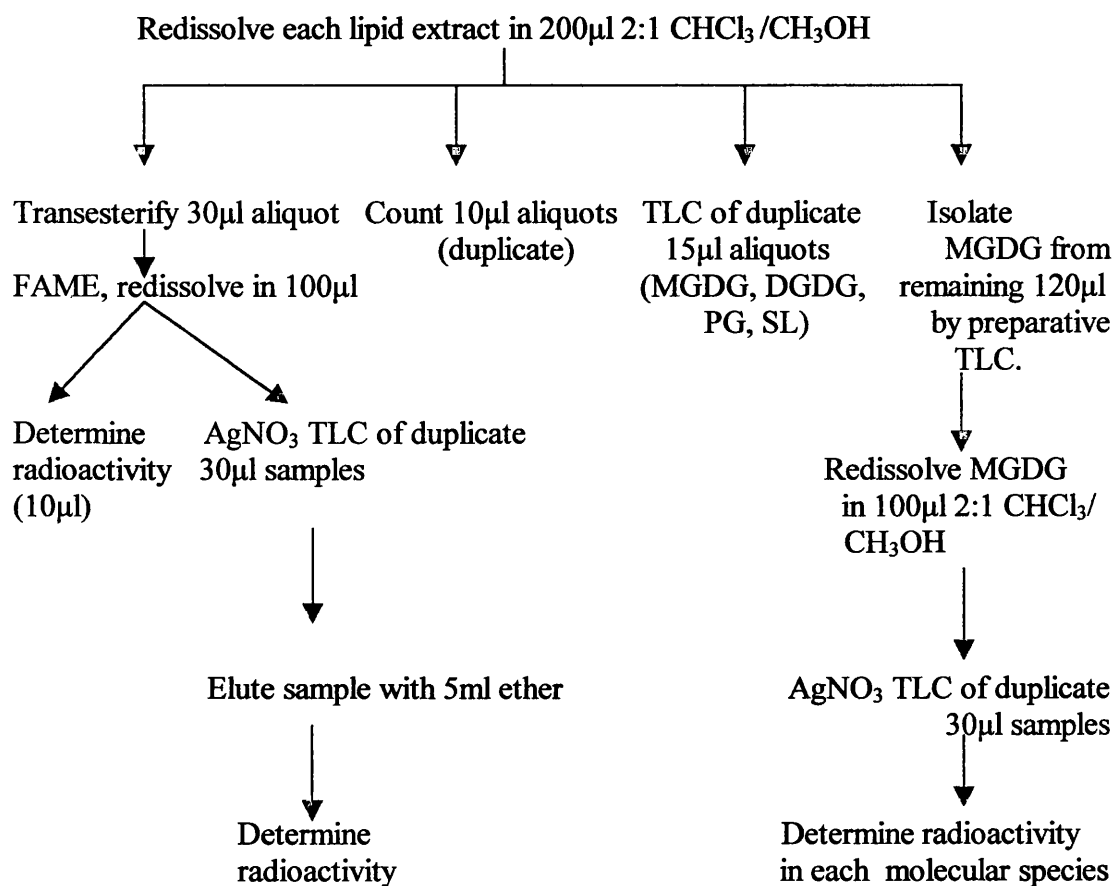 Redissolve each lipid extract in 200µl 2:1 CHCl₃ /CH₃OH
Transesterify 30µl aliquot
FAME, redissolve in 100µl
Determine
radioactivity
(10µl)
AgNO₃ TLC of duplicate
30µl samples
Elute sample with 5ml ether
Determine
radioactivity
Count 10µl aliquots
(duplicate)
TLC of duplicate
15µl aliquots
(MGDG, DGDG,
PG, SL)
Isolate
MGDG from
remaining 120µl
by preparative
TLC.
Redissolve MGDG
in 100µl 2:1 CHCl₃/
CH₃OH
AgNO₃ TLC of duplicate
30µl samples
Determine radioactivity
in each molecular species